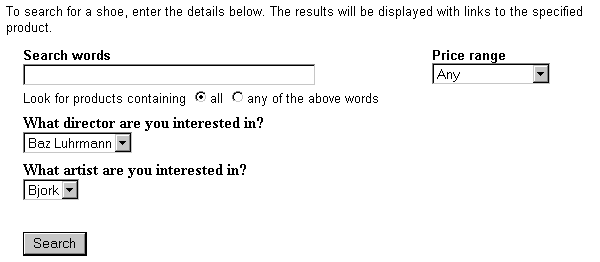 To search for a shoe, enter the details below. The results will be displayed with links to the specified
product.
Search words
Price range
Any
Look for products containing all any of the above words
What director are you interested in?
Baz Luhrmann
What artist are you interested in?
Bjork
Search